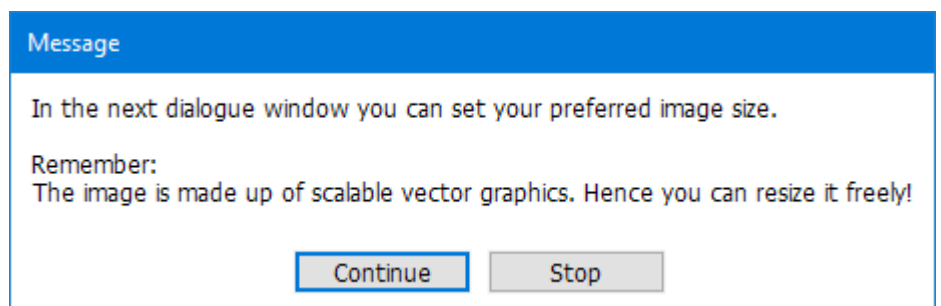 Message
In the next dialogue window you can set your preferred image size.
Remember:
The image is made up of scalable vector graphics. Hence you can resize it freely!
Continue Stop